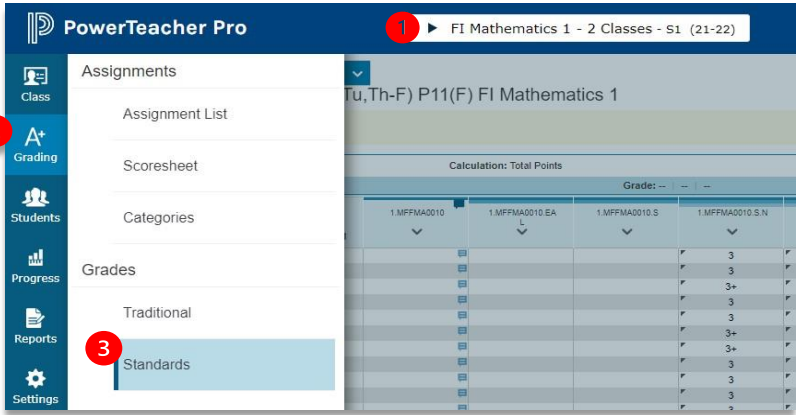 PowerTeacher Pro
1 ▶ FI Mathematics 1 - 2 Classes - S1 (21-22)
Class
Grading
Students
Progress
Reports
Settings
Assignments
Assignment List
Scoresheet
Categories
Grades
Traditional
3 Standards
Tu,Th-F) P11(F) FI Mathematics 1
Calculation: Total Points
Grade: -- | -- | --
1.MFFMA0010 1.MFFMA0010.EA 1.MFFMA0010.S 1.MFFMA0010.S.N
L
3
3
3+
3
3
3+
3+
3
3
3